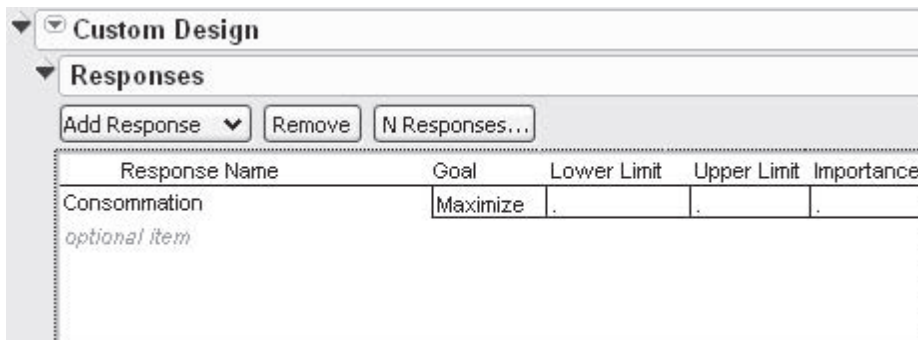 Custom Design
Responses
Add Response Remove N Responses...
Response Name Goal Lower Limit Upper Limit Importance
Consommation Maximize . . .
optional item